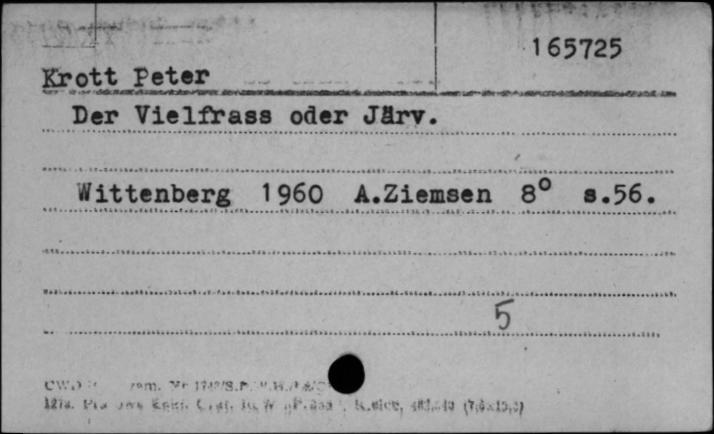 165725
Krott Peter
Der Vielfrass oder Järv.
Wittenberg 1960 A.Ziemsen 8° s.56.
5